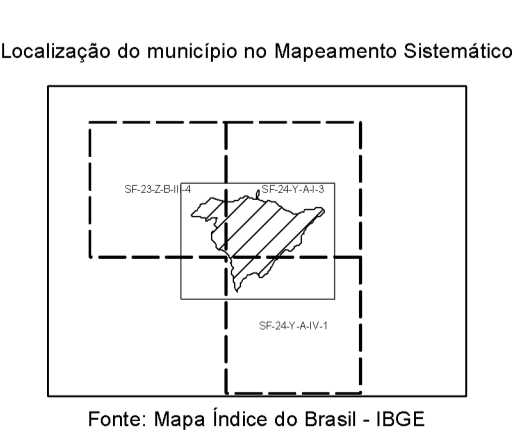 Localização do município no Mapeamento Sistemático
SF-23-Z-B-III-4
SF-24-Y-A-I-3
SF-24-Y-A-IV-1
Fonte: Mapa Índice do Brasil - IBGE